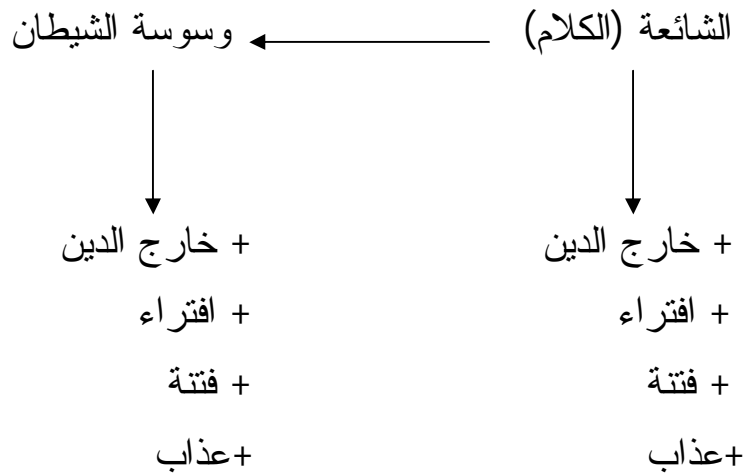 الشائعة (الكلام) وسوسة الشيطان
+ خارج الدين + خارج الدين
+ افتراء + افتراء
+ فتنة + فتنة
+عذاب +عذاب